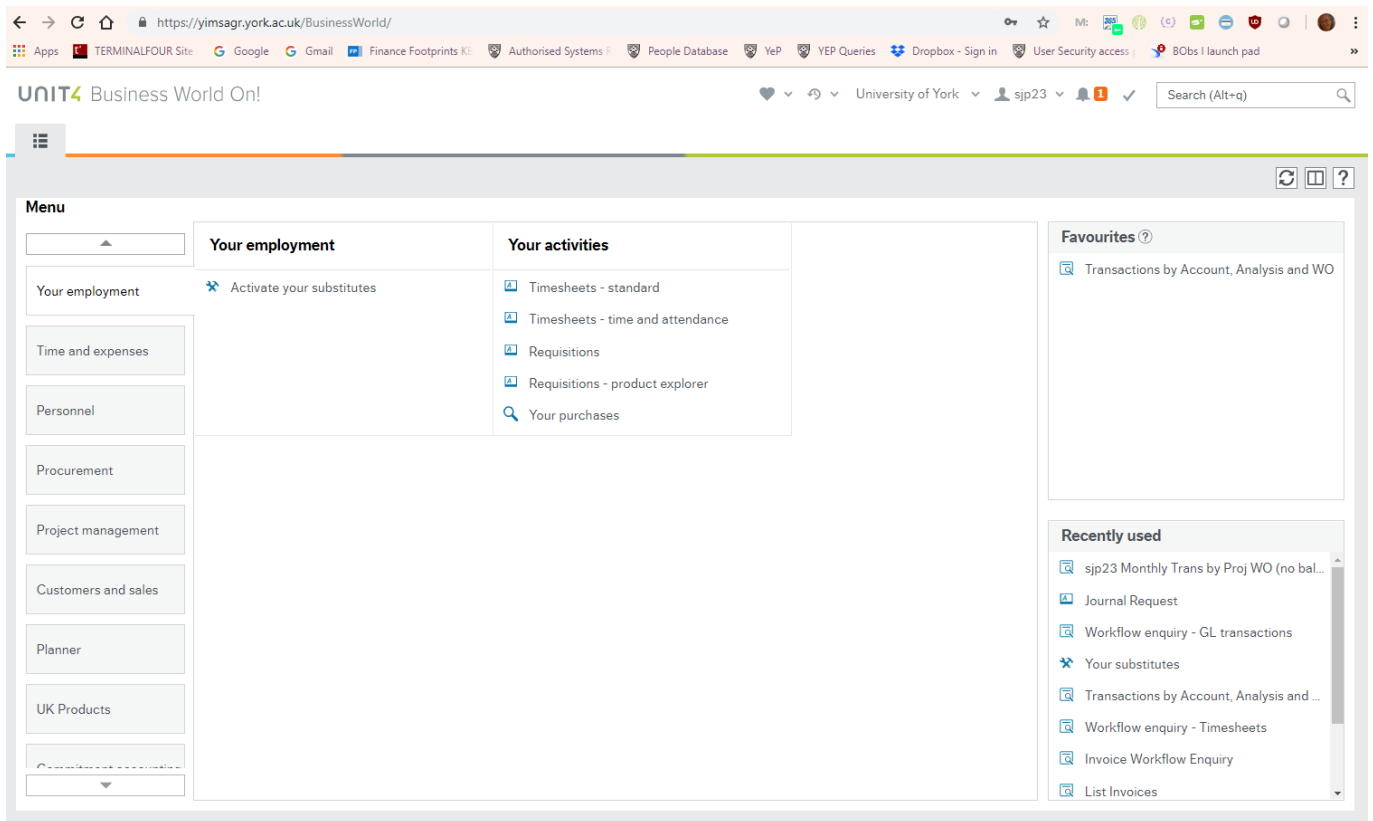 https://yimsagr.york.ac.uk/BusinessWorld/
M:
365
{c}
Apps TERMINALFOUR Site Google Gmail Finance Footprints KE Authorised Systems R People Database YeP YEP Queries Dropbox - Sign in User Security access BObs I launch pad »
UNIT4 Business World On!
University of York sjp23 1 Search (Alt+q)
?
Menu
Your employment
Time and expenses
Personnel
Procurement
Project management
Customers and sales
Planner
UK Products
Your employment
Activate your substitutes
Your activities
Timesheets - standard
Timesheets - time and attendance
Requisitions
Requisitions - product explorer
Your purchases
Favourites ?
Transactions by Account, Analysis and WO
Recently used
sjp23 Monthly Trans by Proj WO (no bal...
Journal Request
Workflow enquiry - GL transactions
Your substitutes
Transactions by Account, Analysis and ...
Workflow enquiry - Timesheets
Invoice Workflow Enquiry
List Invoices